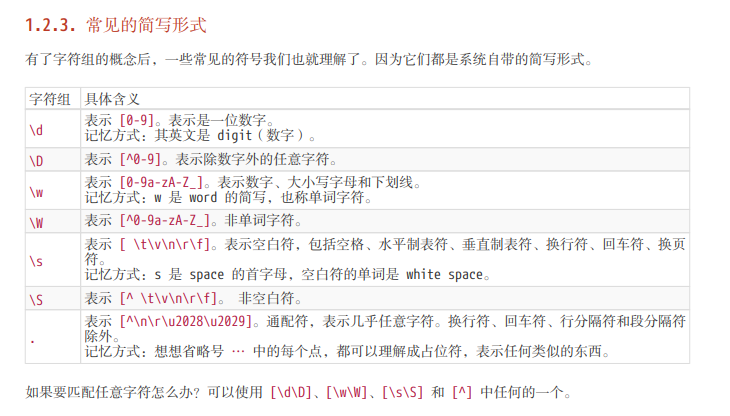 1.2.3. 常见的简写形式
有了字符组的概念后，一些常见的符号我们也就理解了。因为它们都是系统自带的简写形式。
字符组 具体含义
\d 表示 [0-9]。表示是一位数字。
记忆方式：其英文是 digit（数字）。
\D 表示 [^0-9]。表示除数字外的任意字符。
\w 表示 [0-9a-zA-Z_]。表示数字、大小写字母和下划线。
记忆方式：w 是 word 的简写，也称单词字符。
\W 表示 [^0-9a-zA-Z_]。非单词字符。
\s 表示 [ \t\v\n\r\f]。表示空白符，包括空格、水平制表符、垂直制表符、换行符、回车符、换页
符。
记忆方式：s 是 space 的首字母，空白符的单词是 white space。
\S 表示 [^ \t\v\n\r\f]。 非空白符。
. 表示 [^\n\r\u2028\u2029]。通配符，表示几乎任意字符。换行符、回车符、行分隔符和段分隔符
除外。
记忆方式：想想省略号 … 中的每个点，都可以理解成占位符，表示任何类似的东西。
如果要匹配任意字符怎么办？可以使用 [\d\D]、[\w\W]、[\s\S] 和 [^] 中任何的一个。